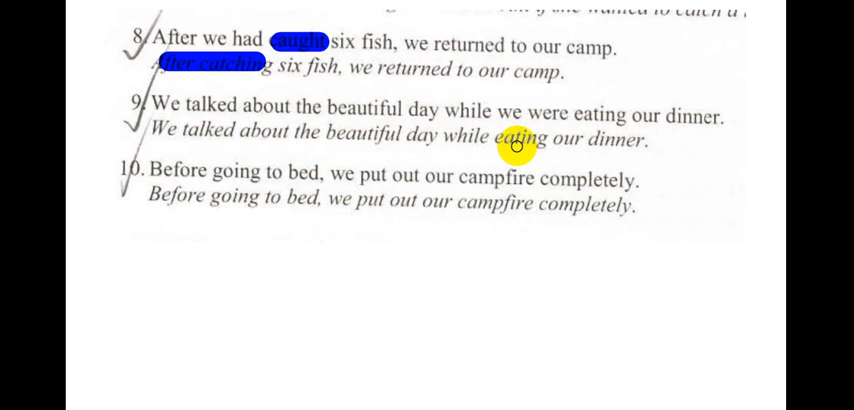 8. After we had caught six fish, we returned to our camp.
After catching six fish, we returned to our camp.
9. We talked about the beautiful day while we were eating our dinner.
We talked about the beautiful day while eating our dinner.
10. Before going to bed, we put out our campfire completely.
Before going to bed, we put out our campfire completely.